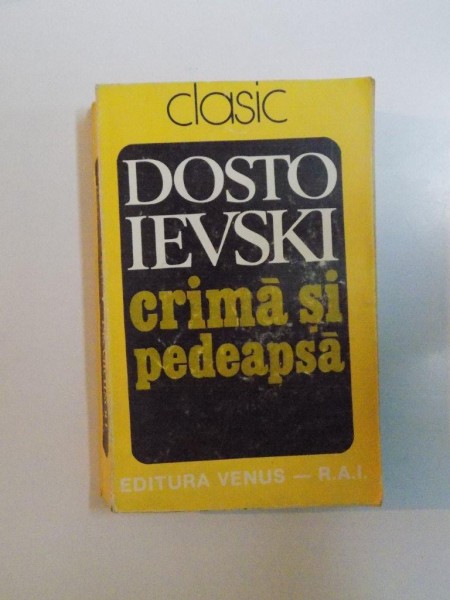 clasic
DOSTO
IEVSKI
crimă și
pedeapsă
EDITURA VENUS — R.A.I.